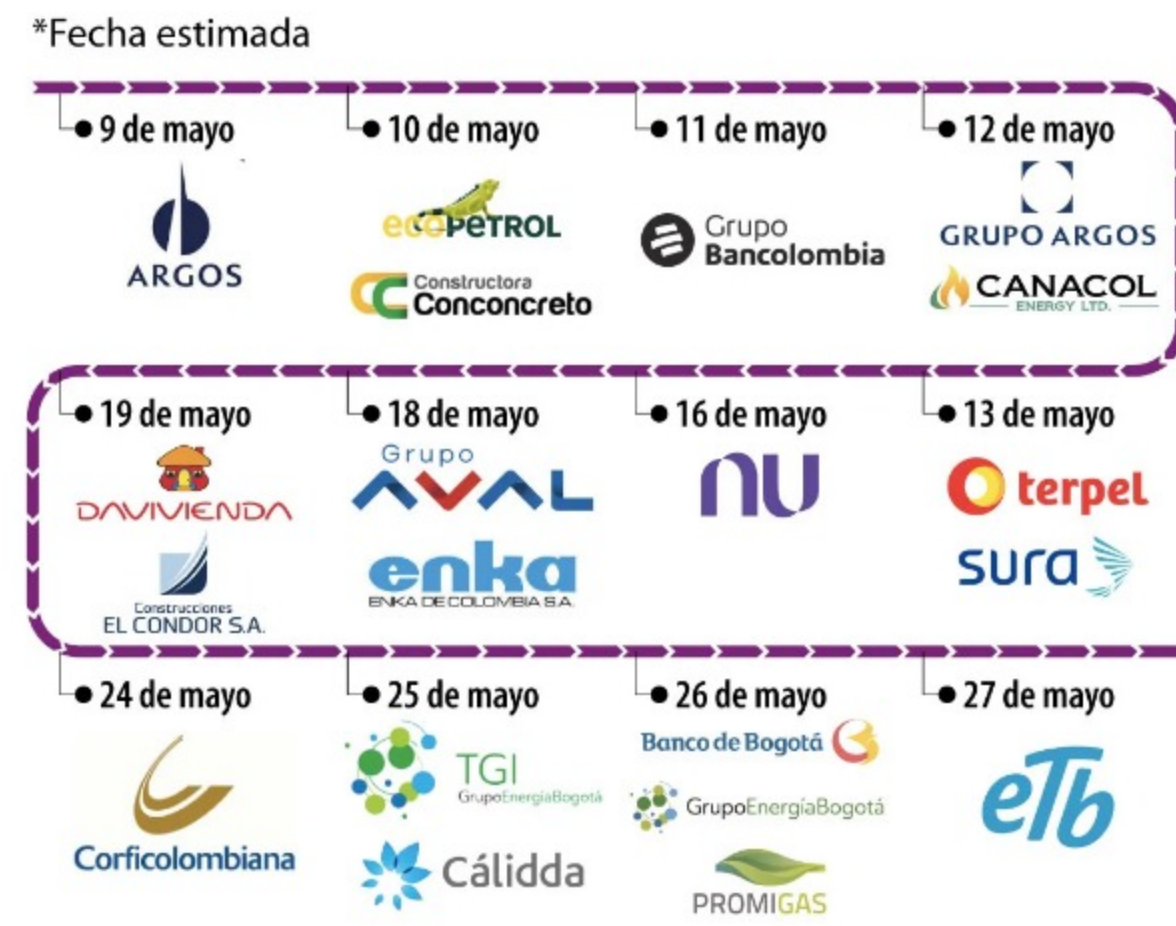 *Fecha estimada
9 de mayo
ARGOS
10 de mayo
ecoPETROL
Constructora
Conconcreto
11 de mayo
Grupo
Bancolombia
12 de mayo
GRUPO ARGOS
CANACOL
ENERGY LTD.
19 de mayo
DAVIVIENDA
Construcciones
EL CONDOR S.A.
18 de mayo
Grupo
AVAL
enka
ENKA DE COLOMBIA S.A.
16 de mayo
nu
13 de mayo
terpel
sura
24 de mayo
Corficolombiana
25 de mayo
TGI
GrupoEnergíaBogotá
Cálidda
26 de mayo
Banco de Bogotá
GrupoEnergíaBogotá
PROMIGAS
27 de mayo
eTb